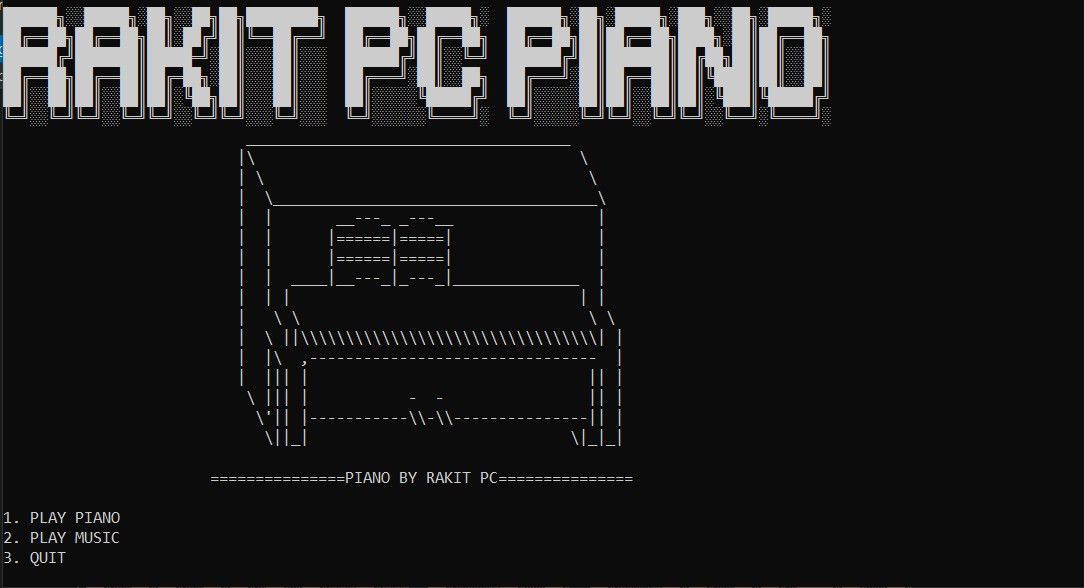 RAKIT PC PIANO
===============PIANO BY RAKIT PC===============
1. PLAY PIANO
2. PLAY MUSIC
3. QUIT